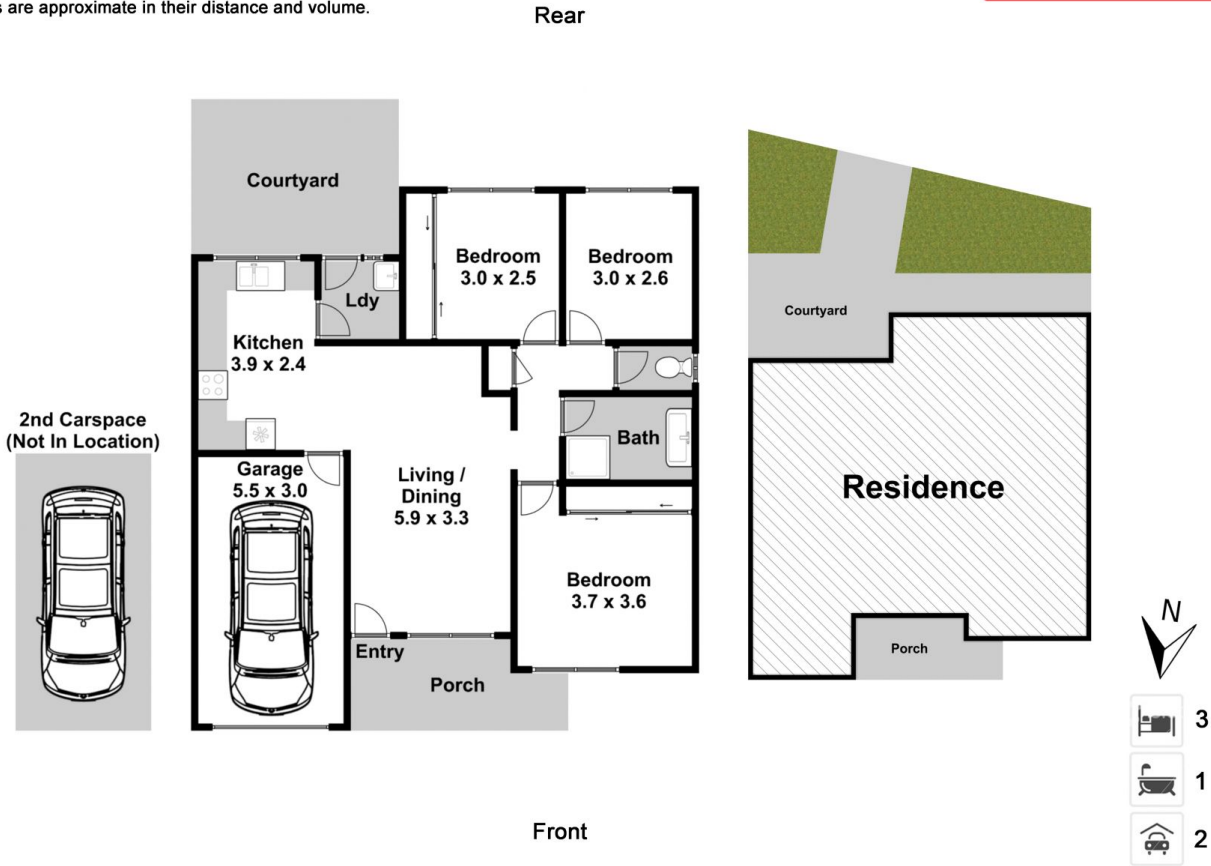 s are approximate in their distance and volume.
Rear
Courtyard
Bedroom
3.0 x 2.5
Bedroom
3.0 x 2.6
Ldy
Kitchen
3.9 x 2.4
2nd Carspace
(Not In Location)
Garage
5.5 x 3.0
Living /
Dining
5.9 x 3.3
Bath
Bedroom
3.7 x 3.6
Entry
Porch
Courtyard
Residence
Porch
N
3
1
2
Front